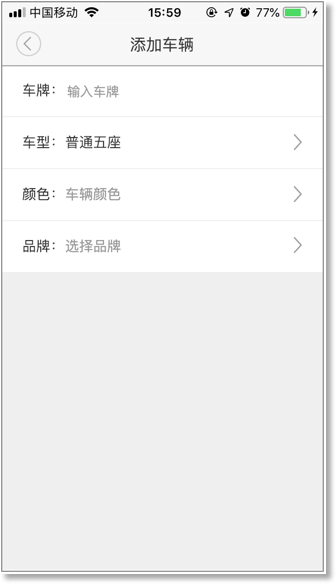 中国移动 15:59 77%
添加车辆
车牌： 输入车牌
车型： 普通五座
颜色： 车辆颜色
品牌： 选择品牌